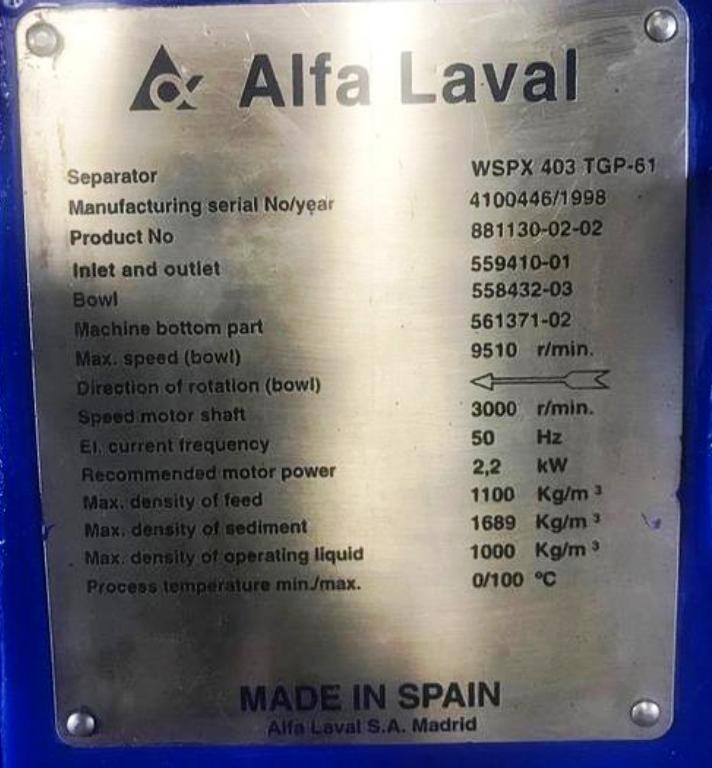 Alfa Laval
Separator WSPX 403 TGP-61
Manufacturing serial No/year 4100446/1998
Product No 881130-02-02
Inlet and outlet 559410-01
Bowl 558432-03
Machine bottom part 561371-02
Max. speed (bowl) 9510 r/min.
Direction of rotation (bowl)
Speed motor shaft 3000 r/min.
El. current frequency 50 Hz
Recommended motor power 2,2 kW
Max. density of feed 1100 Kg/m³
Max. density of sediment 1689 Kg/m³
Max. density of operating liquid 1000 Kg/m³
Process temperature min./max. 0/100 ºC
MADE IN SPAIN
Alfa Laval S.A. Madrid